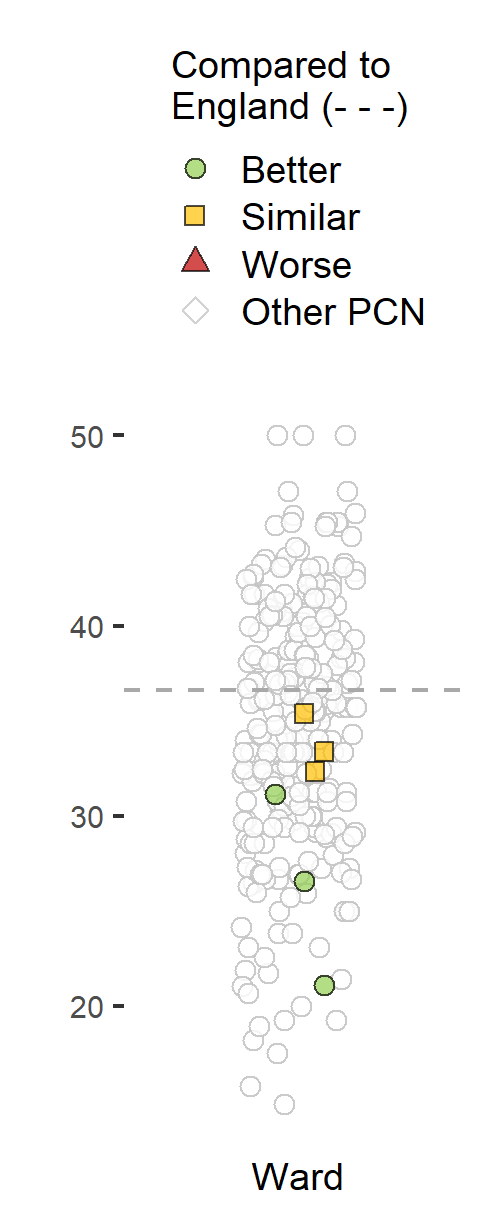 Compared to
England (- - -)
Better
Similar
Worse
Other PCN
50
40
30
20
Ward